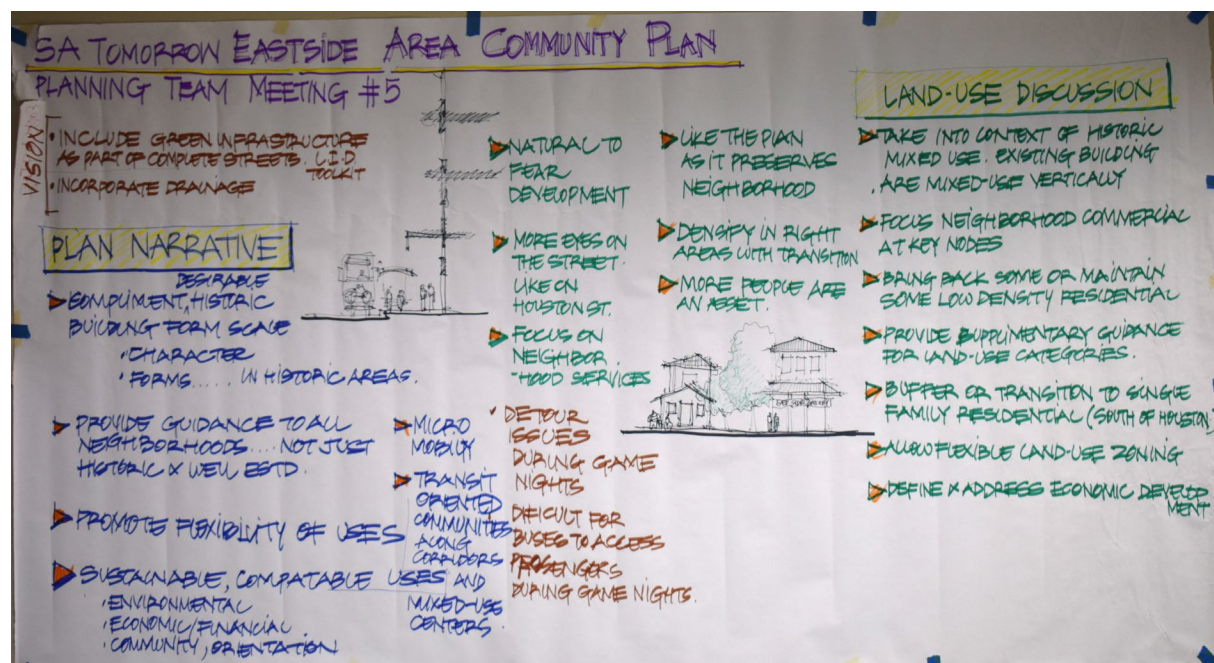 SA TOMORROW EASTSIDE AREA COMMUNITY PLAN
PLANNING TEAM MEETING #5
VISION
• INCLUDE GREEN INFRASTRUCTURE
AS PART OF COMPLETE STREETS. L.I.D.
TOOLKIT
• INCORPORATE DRAINAGE
PLAN NARRATIVE
DESIRABLE
COMPLIMENT, HISTORIC
BUILDING FORM SCALE
• CHARACTER
• FORMS..... IN HISTORIC AREAS.
PROVIDE GUIDANCE TO ALL
NEIGHBORHOODS.... NOT JUST
HISTORIC & WELL ESTD.
PROMOTE FLEXIBILITY OF USES
SUSTAINABLE, COMPATABLE USES
• ENVIRONMENTAL
• ECONOMIC/FINANCIAL
• COMMUNITY, ORIENTATION
MICRO
MOBILIY
TRANSIT
ORIENTED
COMMUNITIES
ALONG
CORRIDORS
AND
MIXED-USE
CENTERS.
NATURAL TO
FEAR
DEVELOPMENT
MORE EYES ON
THE STREET.
LIKE ON
HOUSTON ST.
FOCUS ON
NEIGHBOR
-HOOD SERVICES
• DETOUR
ISSUES
DURING GAME
NIGHTS
DIFICULT FOR
BUSES TO ACCESS
PASSENGERS
DURING GAME NIGHTS.
LIKE THE PLAN
AS IT PRESERVES
NEIGHBORHOOD
DENSIFY IN RIGHT
AREAS WITH TRANSITION
MORE PEOPLE ARE
AN ASSET.
LAND-USE DISCUSSION
TAKE INTO CONTEXT OF HISTORIC
MIXED USE. EXISTING BUILDING
ARE MIXED-USE VERTICALLY
FOCUS NEIGHBORHOOD COMMERCIAL
AT KEY NODES
BRING BACK SOME OR MAINTAIN
SOME LOW DENSITY RESIDENTIAL
PROVIDE SUPPLIMENTARY GUIDANCE
FOR LAND-USE CATEGORIES.
BUFFER OR TRANSITION TO SINGLE
FAMILY RESIDENTIAL (SOUTH OF HOUSTON)
ALLOW FLEXIBLE LAND-USE ZONING
DEFINE & ADDRESS ECONOMIC DEVELOP
MENT